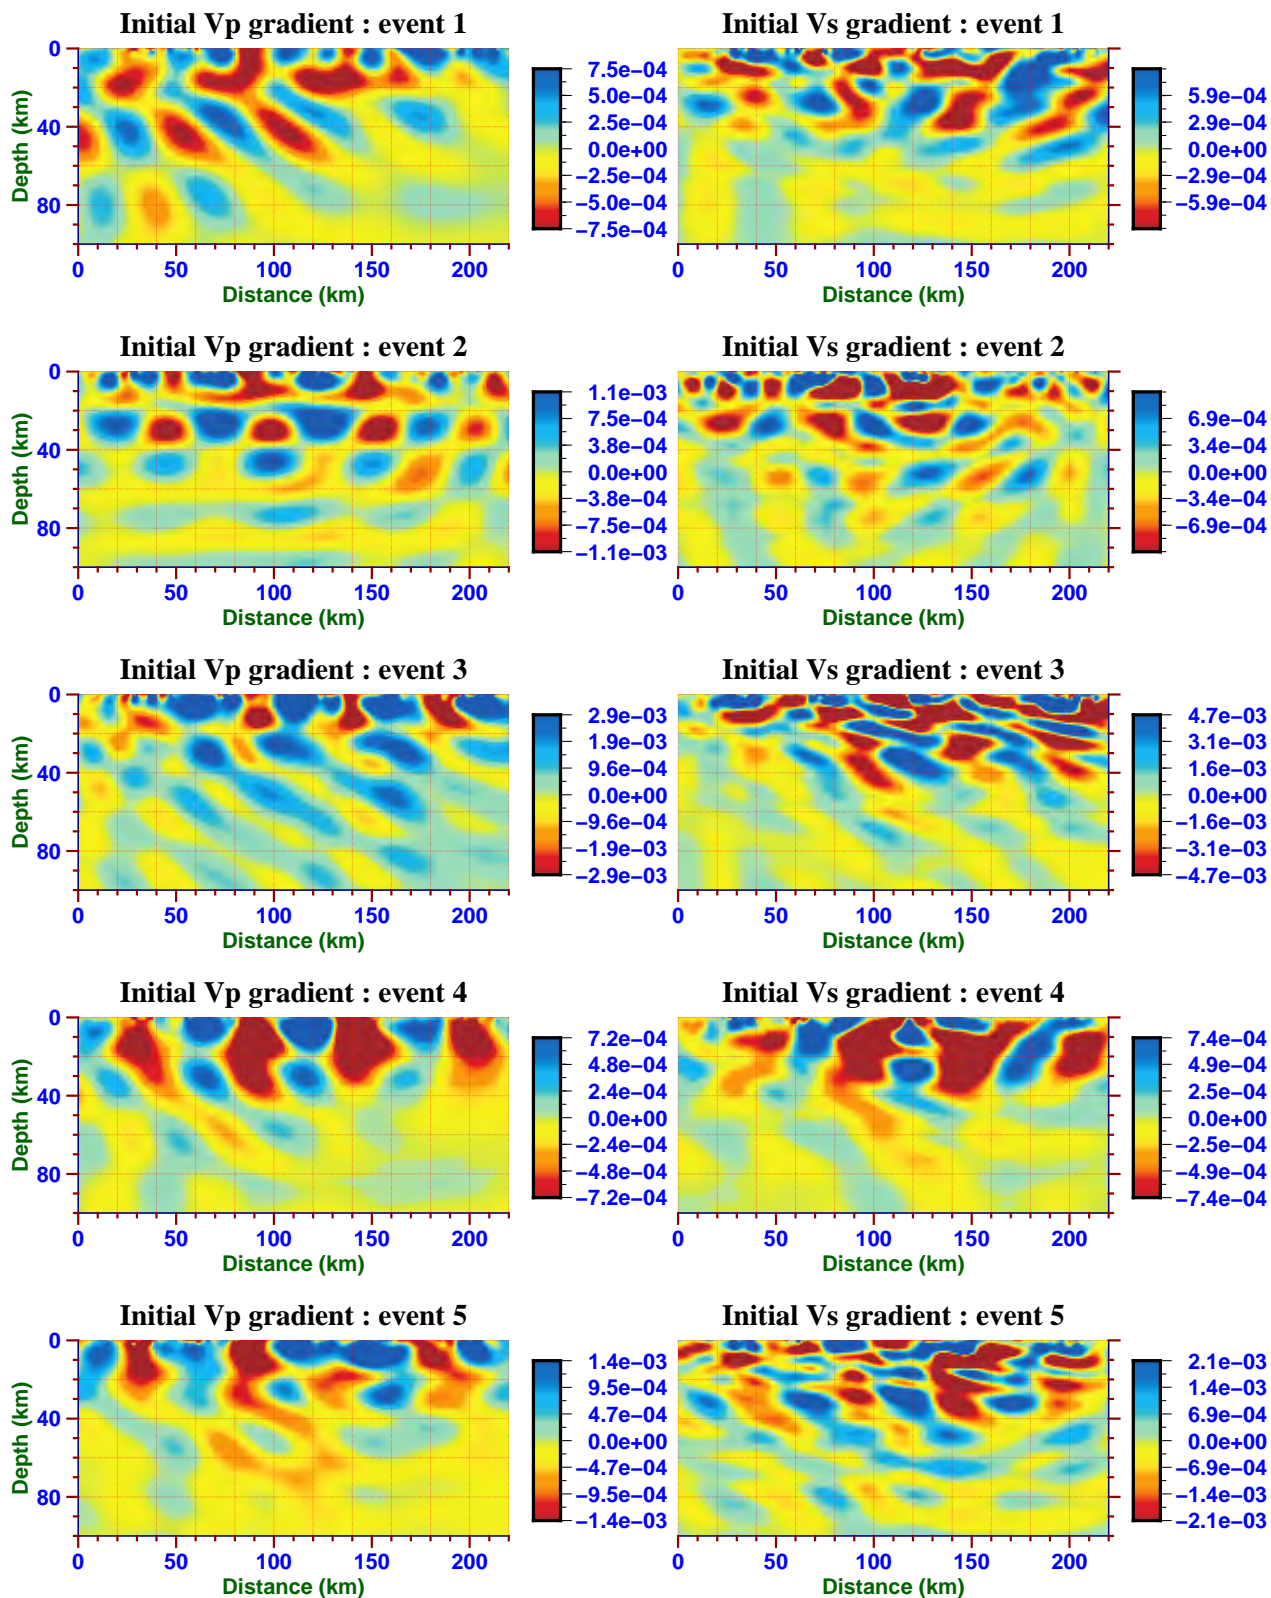 Initial Vp gradient : event 1
Initial Vs gradient : event 1
0
40
80
Depth (km)
0 50 100 150 200
Distance (km)
7.5e−04
5.0e−04
2.5e−04
0.0e+00
−2.5e−04
−5.0e−04
−7.5e−04
0 50 100 150 200
Distance (km)
5.9e−04
2.9e−04
0.0e+00
−2.9e−04
−5.9e−04
Initial Vp gradient : event 2
Initial Vs gradient : event 2
0
40
80
Depth (km)
0 50 100 150 200
Distance (km)
1.1e−03
7.5e−04
3.8e−04
0.0e+00
−3.8e−04
−7.5e−04
−1.1e−03
0 50 100 150 200
Distance (km)
6.9e−04
3.4e−04
0.0e+00
−3.4e−04
−6.9e−04
Initial Vp gradient : event 3
Initial Vs gradient : event 3
0
40
80
Depth (km)
0 50 100 150 200
Distance (km)
2.9e−03
1.9e−03
9.6e−04
0.0e+00
−9.6e−04
−1.9e−03
−2.9e−03
0 50 100 150 200
Distance (km)
4.7e−03
3.1e−03
1.6e−03
0.0e+00
−1.6e−03
−3.1e−03
−4.7e−03
Initial Vp gradient : event 4
Initial Vs gradient : event 4
0
40
80
Depth (km)
0 50 100 150 200
Distance (km)
7.2e−04
4.8e−04
2.4e−04
0.0e+00
−2.4e−04
−4.8e−04
−7.2e−04
0 50 100 150 200
Distance (km)
7.4e−04
4.9e−04
2.5e−04
0.0e+00
−2.5e−04
−4.9e−04
−7.4e−04
Initial Vp gradient : event 5
Initial Vs gradient : event 5
0
40
80
Depth (km)
0 50 100 150 200
Distance (km)
1.4e−03
9.5e−04
4.7e−04
0.0e+00
−4.7e−04
−9.5e−04
−1.4e−03
0 50 100 150 200
Distance (km)
2.1e−03
1.4e−03
6.9e−04
0.0e+00
−6.9e−04
−1.4e−03
−2.1e−03